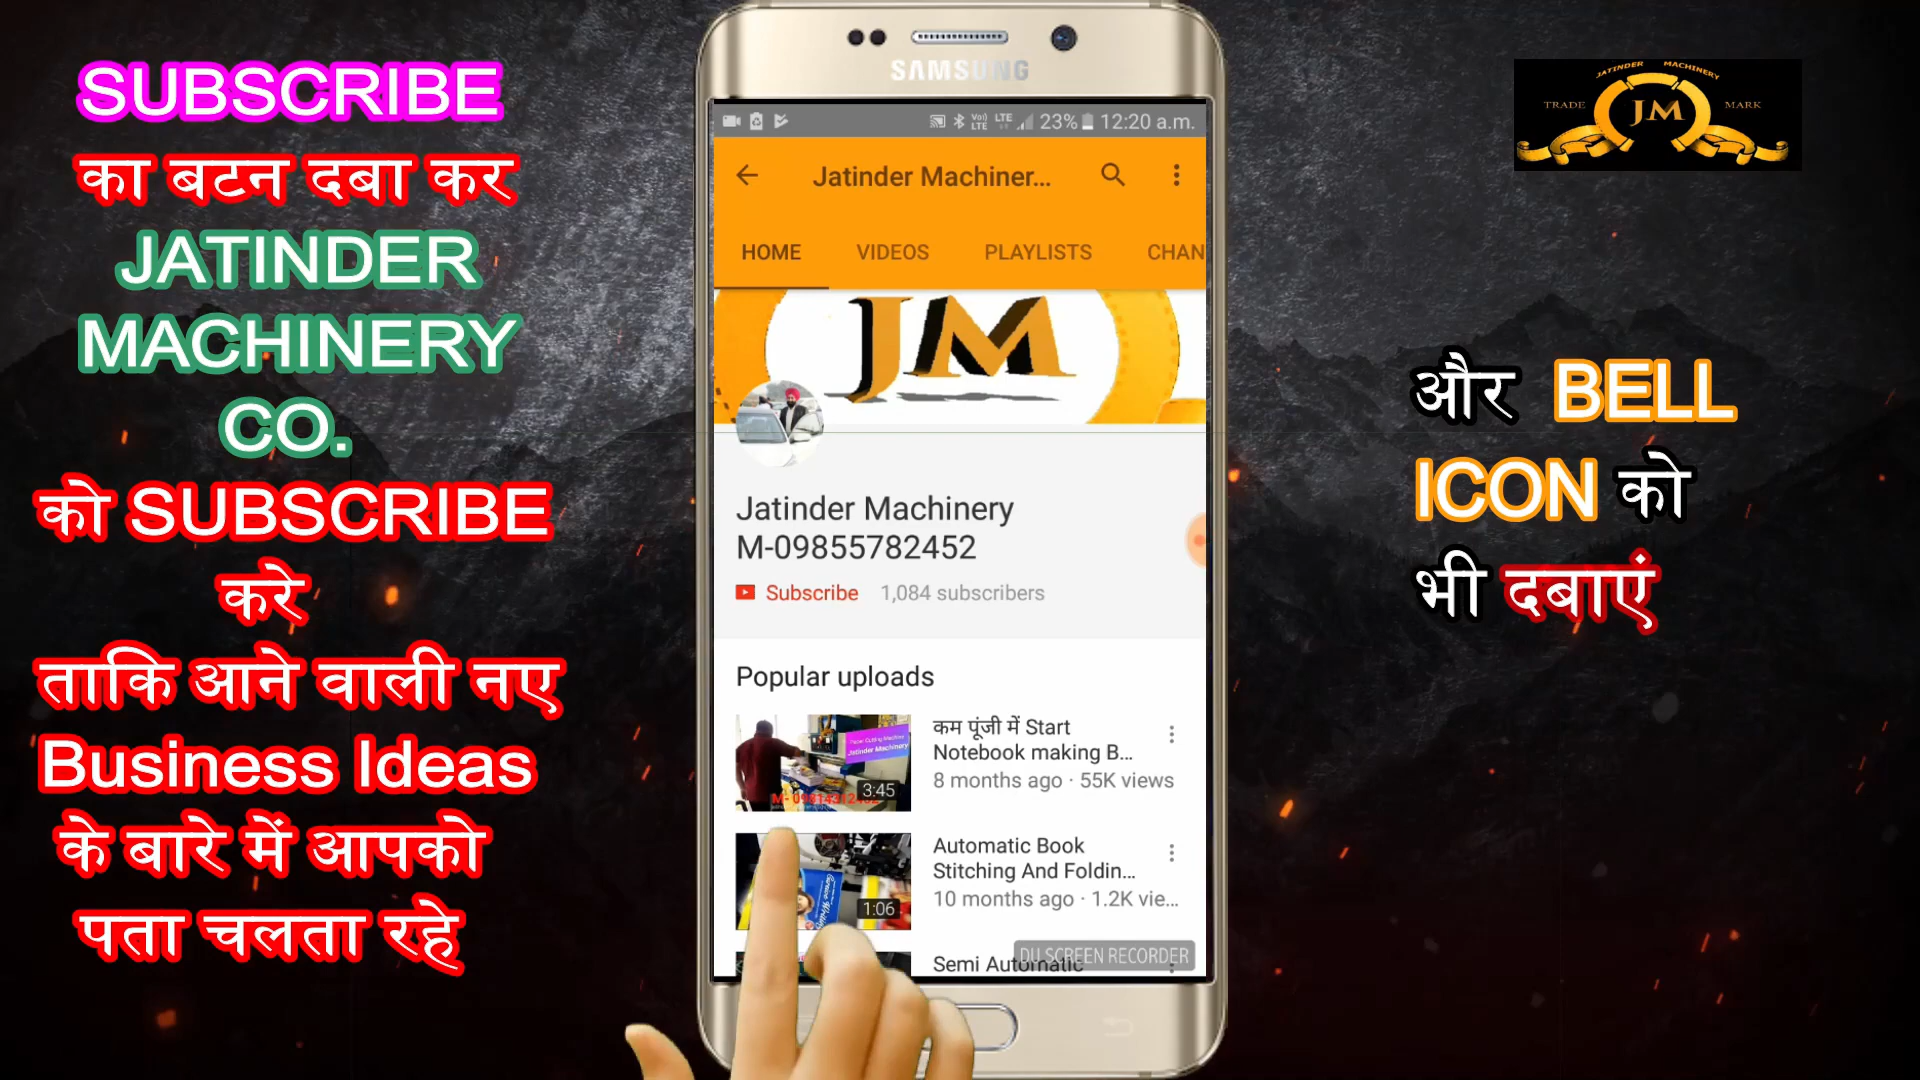 SUBSCRIBE
का बटन दबा कर
JATINDER
MACHINERY
CO.
को SUBSCRIBE
करे
ताकि आने वाली नए
Business Ideas
के बारे में आपको
पता चलता रहे
SAMSUNG
23% 12:20 a.m.
Jatinder Machiner...
HOME VIDEOS PLAYLISTS CHAN
JM
Jatinder Machinery
M-09855782452
Subscribe 1,084 subscribers
Popular uploads
कम पूंजी में Start
Notebook making B...
8 months ago · 55K views
Jatinder Machinery
3:45
Automatic Book
Stitching And Foldin...
10 months ago · 1.2K vie...
1:06
Semi Automatic
DU SCREEN RECORDER
JATINDER MACHINERY
TRADE JM MARK
और BELL
ICON को
भी दबाएं